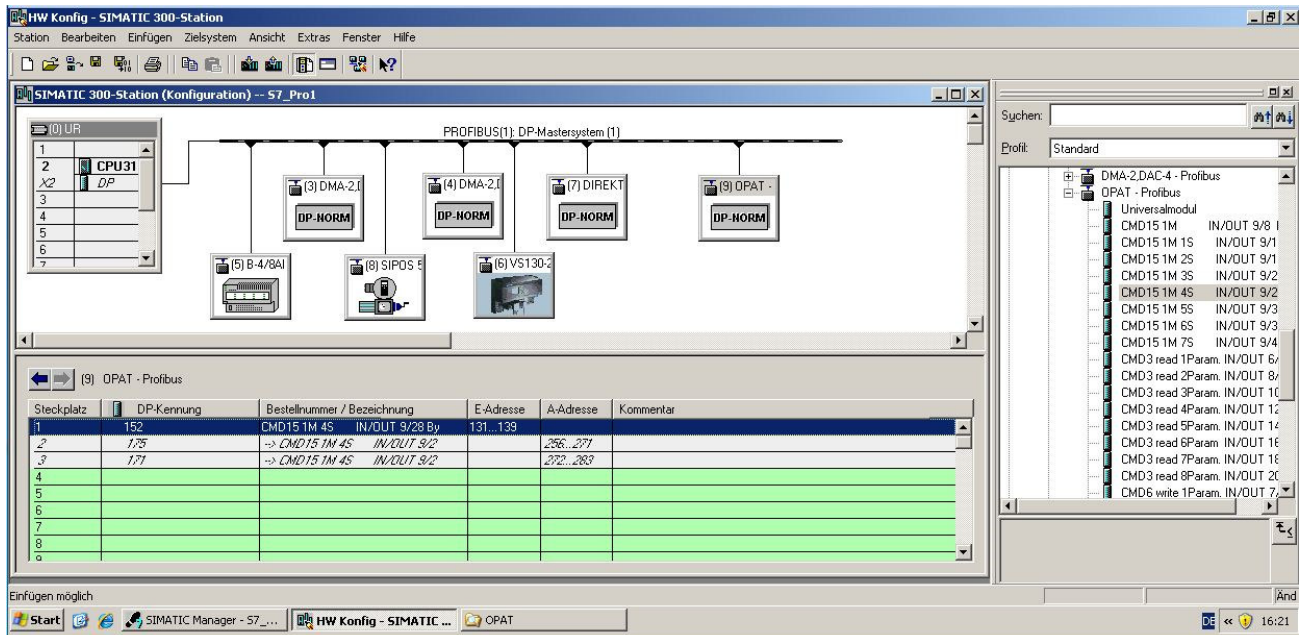 HW Konfig - SIMATIC 300-Station
Station Bearbeiten Einfügen Zielsystem Ansicht Extras Fenster Hilfe
SIMATIC 300-Station (Konfiguration) -- S7_Pro1
(0) UR
1
2 CPU31
X2 DP
3
4
5
6
7
PROFIBUS(1): DP-Mastersystem (1)
(3) DMA-2,D
DP-NORM
(4) DMA-2,D
DP-NORM
(7) DIREKT
DP-NORM
(9) OPAT -
DP-NORM
(5) B-4/8AI
(8) SIPOS 5
(6) VS130-2
(9) OPAT - Profibus
Steckplatz DP-Kennung Bestellnummer / Bezeichnung E-Adresse A-Adresse Kommentar
1 152 CMD15 1M 4S IN/OUT 9/28 By 131...139
2 175 --> CMD15 1M 4S IN/OUT 9/2 256...271
3 171 --> CMD15 1M 4S IN/OUT 9/2 272...283
4
5
6
7
8
9
Suchen:
Profil: Standard
DMA-2,DAC-4 - Profibus
OPAT - Profibus
Universalmodul
CMD15 1M IN/OUT 9/8
CMD15 1M 1S IN/OUT 9/1
CMD15 1M 2S IN/OUT 9/1
CMD15 1M 3S IN/OUT 9/2
CMD15 1M 4S IN/OUT 9/2
CMD15 1M 5S IN/OUT 9/3
CMD15 1M 6S IN/OUT 9/3
CMD15 1M 7S IN/OUT 9/4
CMD3 read 1Param. IN/OUT 6/
CMD3 read 2Param. IN/OUT 8/
CMD3 read 3Param. IN/OUT 10
CMD3 read 4Param. IN/OUT 12
CMD3 read 5Param. IN/OUT 14
CMD3 read 6Param IN/OUT 16
CMD3 read 7Param. IN/OUT 18
CMD3 read 8Param. IN/OUT 20
CMD6 write 1Param. IN/OUT 7/
Einfügen möglich
Änd
Start
SIMATIC Manager - S7_...
HW Konfig - SIMATIC ...
OPAT
DE
16:21